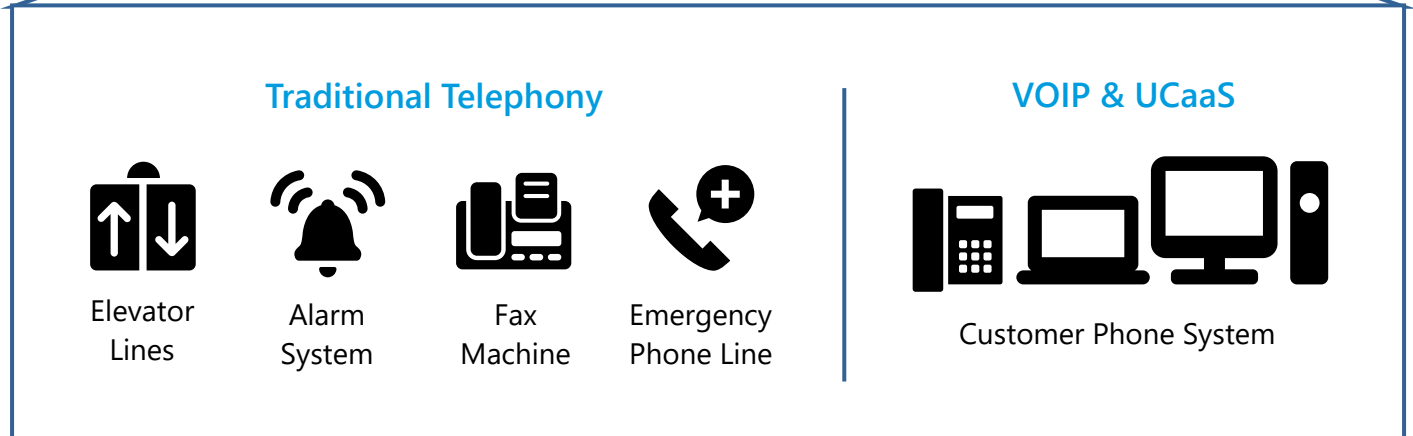 Traditional Telephony
Elevator
Lines
Alarm
System
Fax
Machine
Emergency
Phone Line
VOIP & UCaaS
Customer Phone System